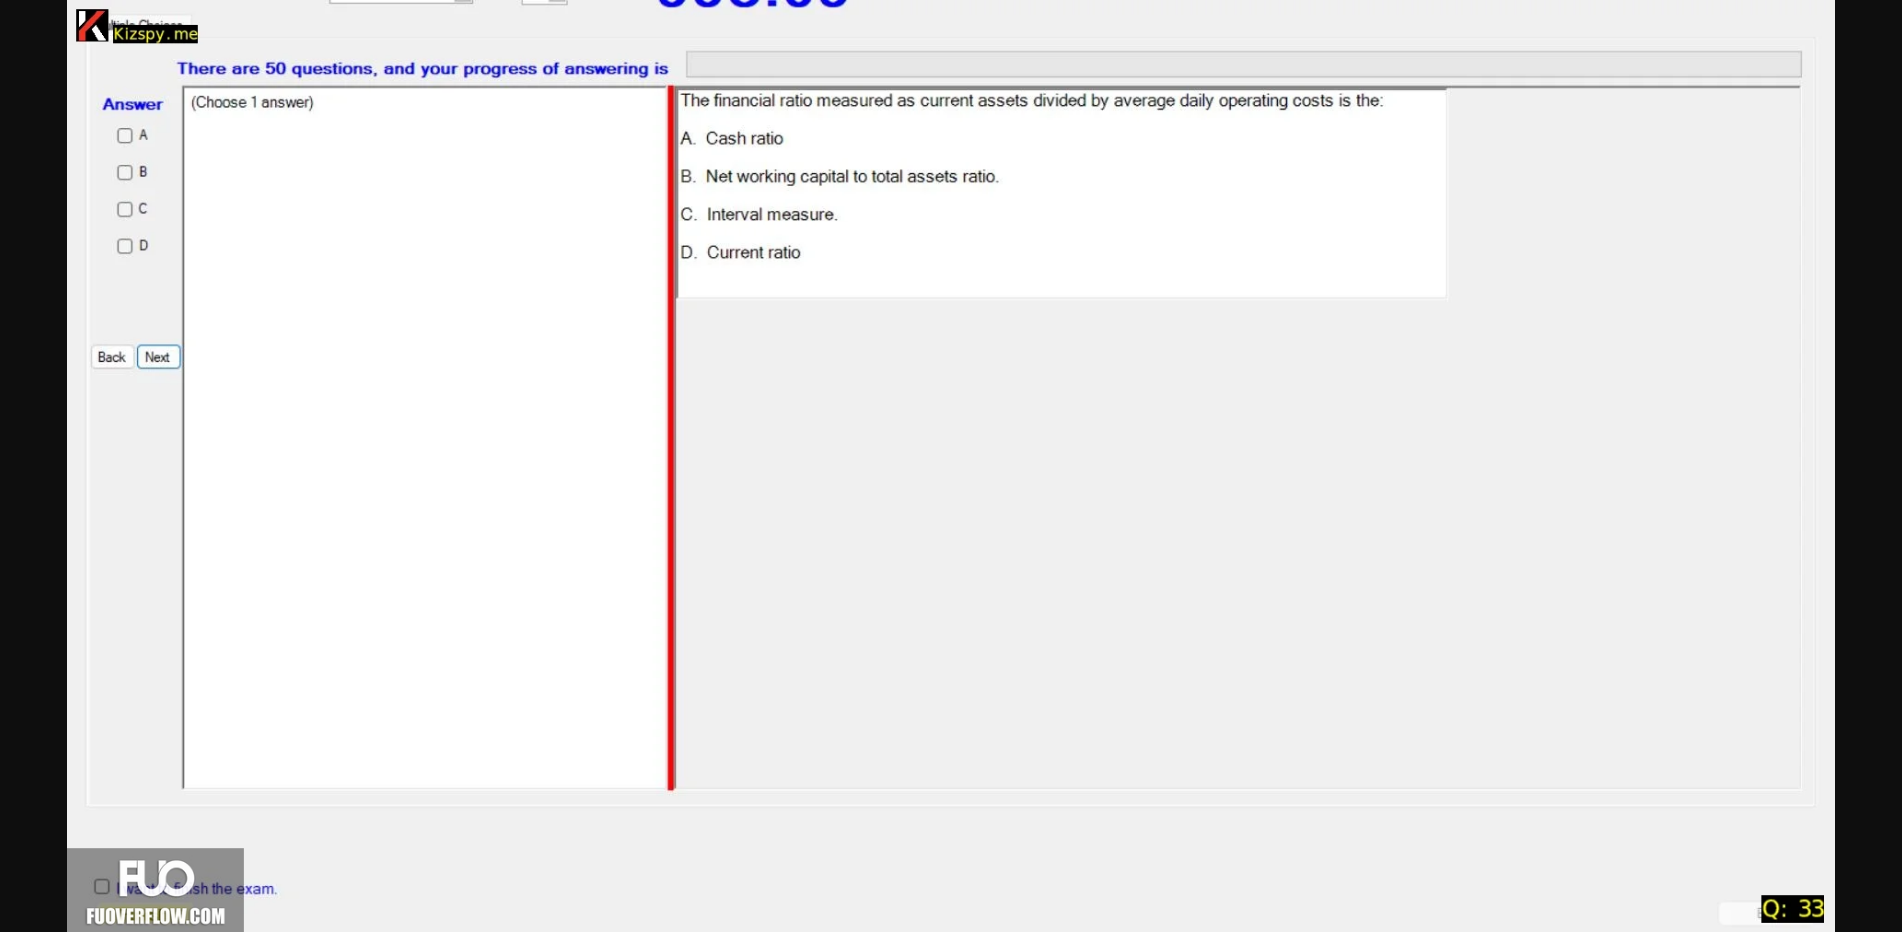 Kizspy.me
There are 50 questions, and your progress of answering is
Answer
(Choose 1 answer)
A
B
C
D
Back
Next
The financial ratio measured as current assets divided by average daily operating costs is the:
A. Cash ratio
B. Net working capital to total assets ratio.
C. Interval measure.
D. Current ratio
FUO
the exam.
FUOVERFLOW.COM
Q: 33